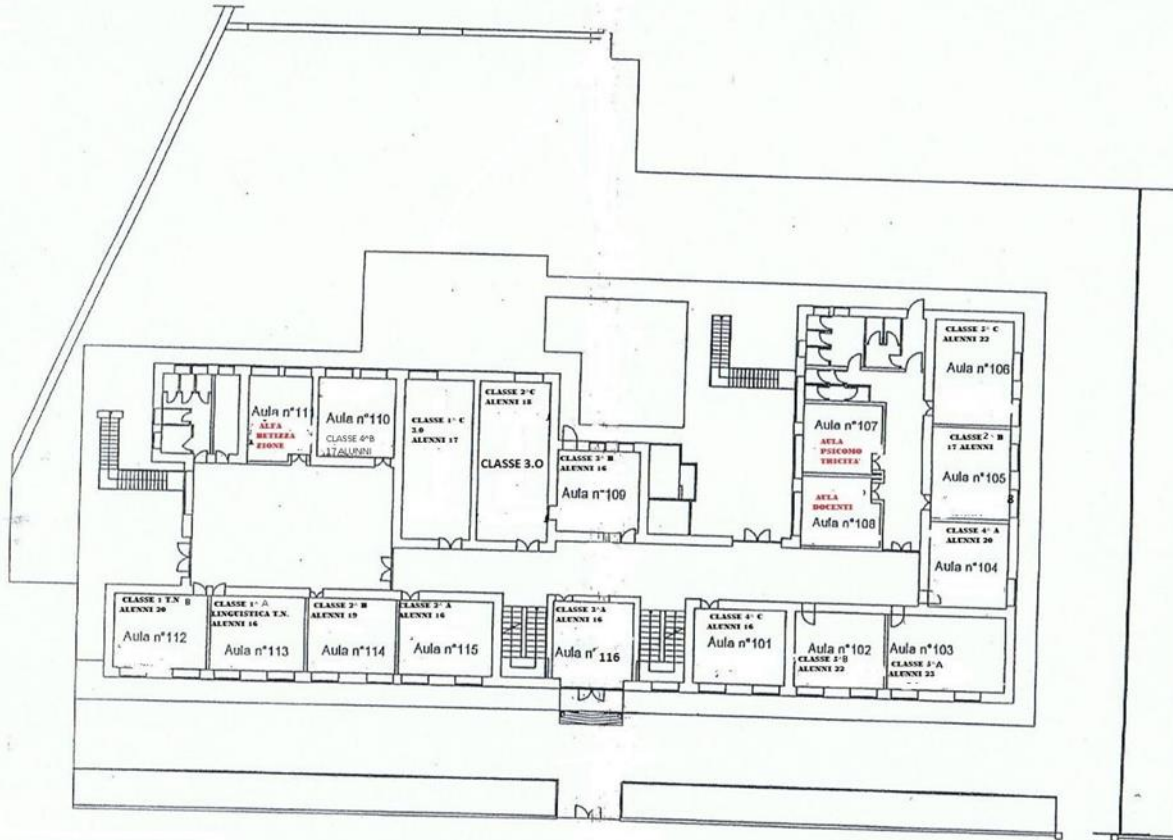 CLASSE 5^ C
ALUNNI 22
Aula n°106
Aula n°111
ALFA
BETIZZA
ZIONE
Aula n°110
CLASSE 4^B
17 ALUNNI
CLASSE 1^ C
3.0
ALUNNI 17
CLASSE 2^C
ALUNNI 18
CLASSE 3.O
CLASSE 3^ B
ALUNNI 16
Aula n°109
Aula n°107
AULA
PSICOMO
TRICITA'
AULA
DOCENTI
Aula n°108
CLASSE 2^ B
17 ALUNNI
Aula n°105
8
CLASSE 4^ A
ALUNNI 20
Aula n°104
CLASSE 1 T.N B
ALUNNI 20
Aula n°112
CLASSE 1^ A
LINGUISTICA T.N.
ALUNNI 16
Aula n°113
CLASSE 2^ B
ALUNNI 19
Aula n°114
CLASSE 2^ A
ALUNNI 16
Aula n°115
CLASSE 3^A
ALUNNI 16
Aula n° 116
CLASSE 4^ C
ALUNNI 16
Aula n°101
Aula n°102
CLASSE 5^B
ALUNNI 22
Aula n°103
CLASSE 5^A
ALUNNI 23